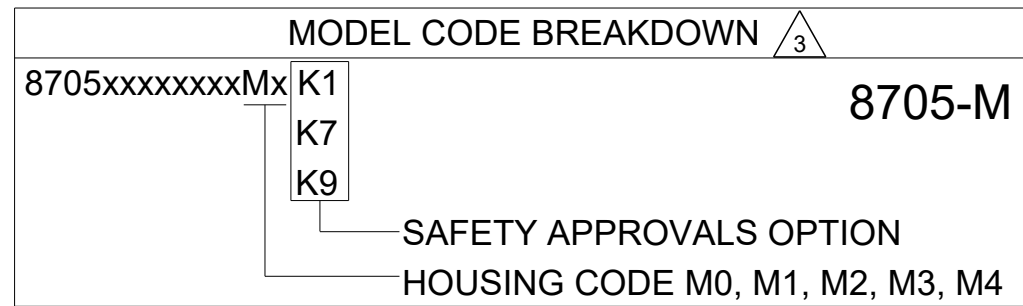 MODEL CODE BREAKDOWN 3
8705xxxxxxxxMx K1
8705-M
K7
K9
SAFETY APPROVALS OPTION
HOUSING CODE M0, M1, M2, M3, M4